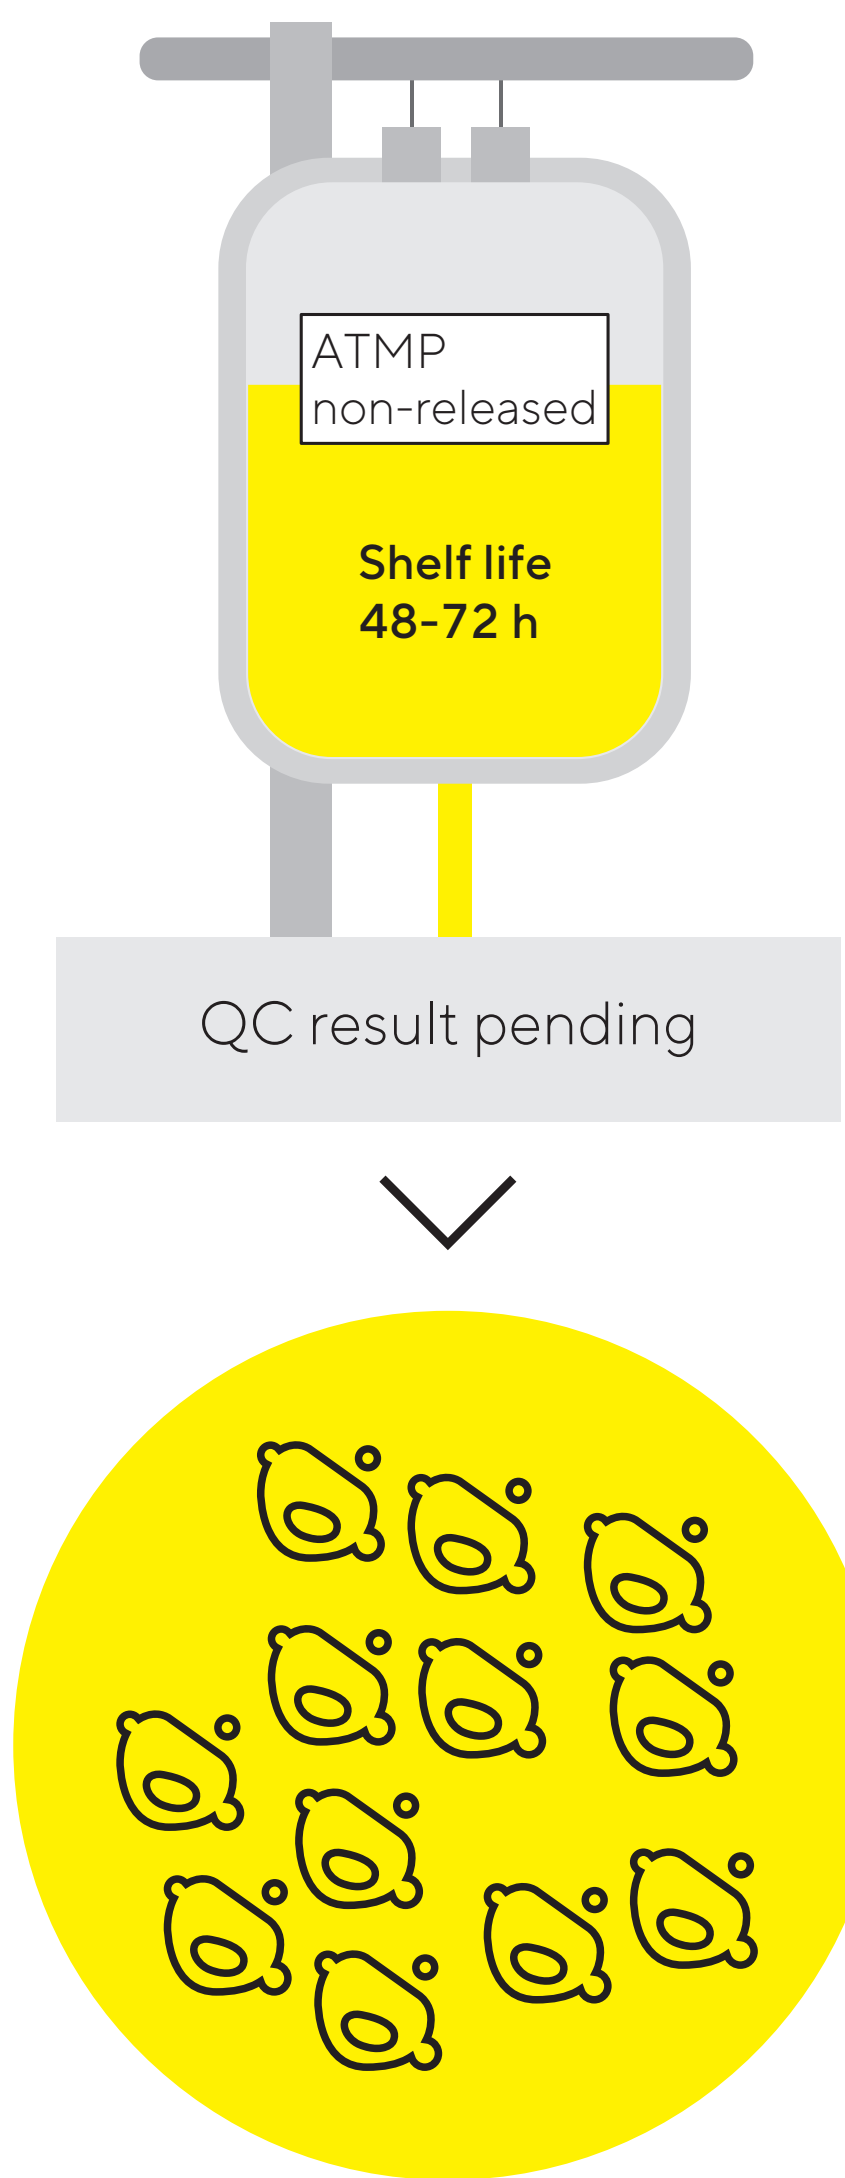 ATMP
non-released
Shelf life
48-72 h
QC result pending